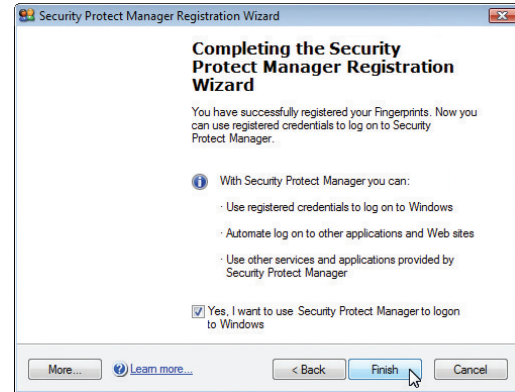 Security Protect Manager Registration Wizard
Completing the Security
Protect Manager Registration
Wizard
You have successfully registered your Fingerprints. Now you
can use registered credentials to log on to Security
Protect Manager.
With Security Protect Manager you can:
· Use registered credentials to log on to Windows
· Automate log on to other applications and Web sites
· Use other services and applications provided by
Security Protect Manager
Yes, I want to use Security Protect Manager to logon
to Windows
More... Learn more... < Back Finish Cancel